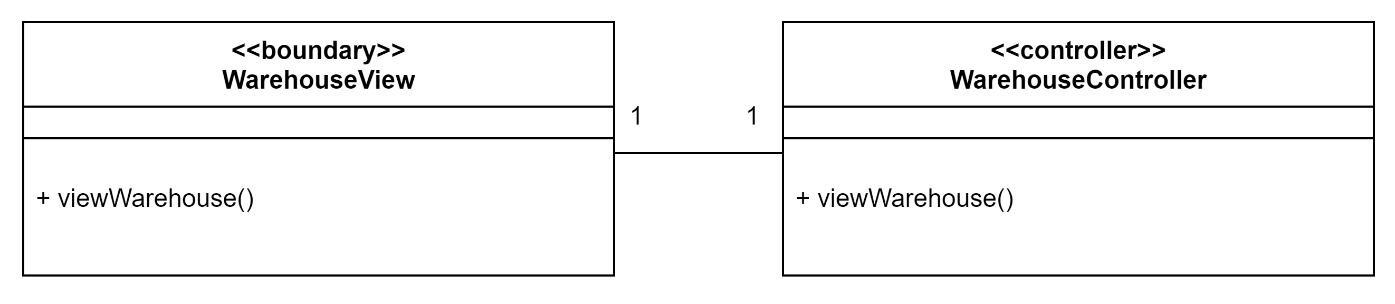 <<boundary>>
WarehouseView
+ viewWarehouse()
1
1
<<controller>>
WarehouseController
+ viewWarehouse()